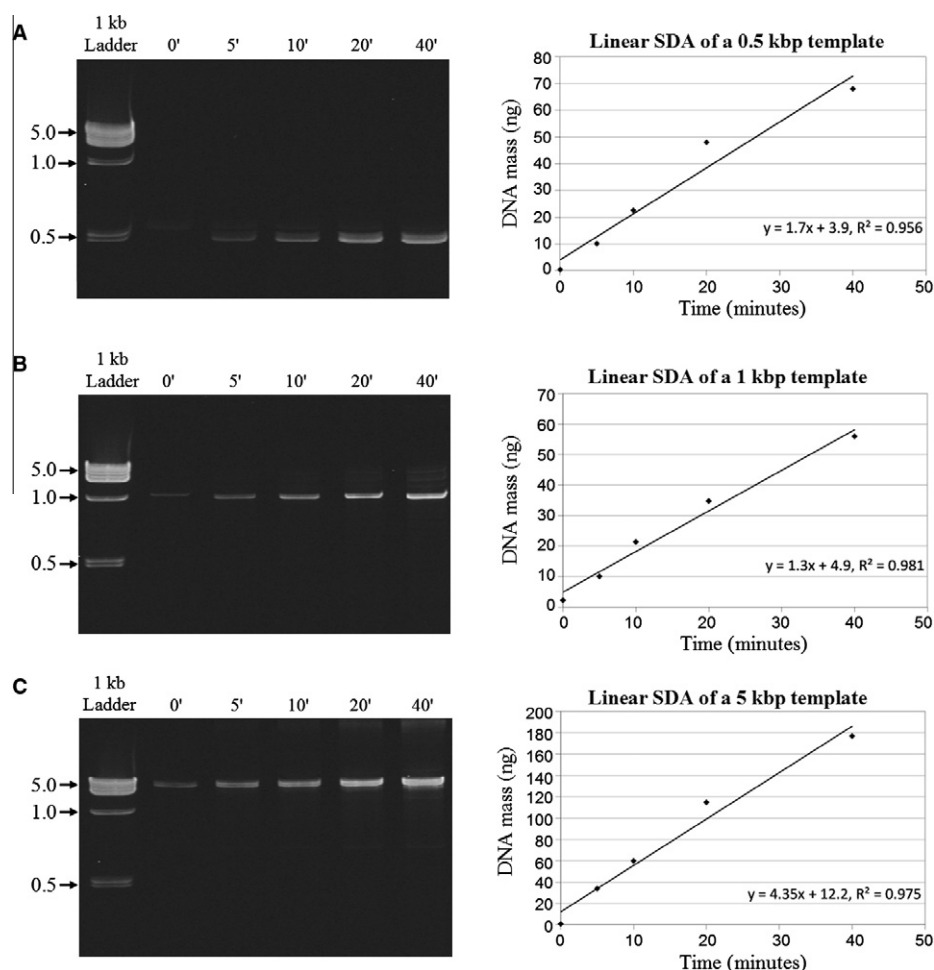 A
1 kb
Ladder 0' 5' 10' 20' 40'
5.0
1.0
0.5
Linear SDA of a 0.5 kbp template
80
70
60
50
40
30
20
10
0
DNA mass (ng)
y = 1.7x + 3.9, R² = 0.956
0 10 20 30 40 50
Time (minutes)
B
1 kb
Ladder 0' 5' 10' 20' 40'
5.0
1.0
0.5
Linear SDA of a 1 kbp template
70
60
50
40
30
20
10
0
DNA mass (ng)
y = 1.3x + 4.9, R² = 0.981
0 10 20 30 40 50
Time (minutes)
C
1 kb
Ladder 0' 5' 10' 20' 40'
5.0
1.0
0.5
Linear SDA of a 5 kbp template
200
180
160
140
120
100
80
60
40
20
0
DNA mass (ng)
y = 4.35x + 12.2, R² = 0.975
0 10 20 30 40 50
Time (minutes)